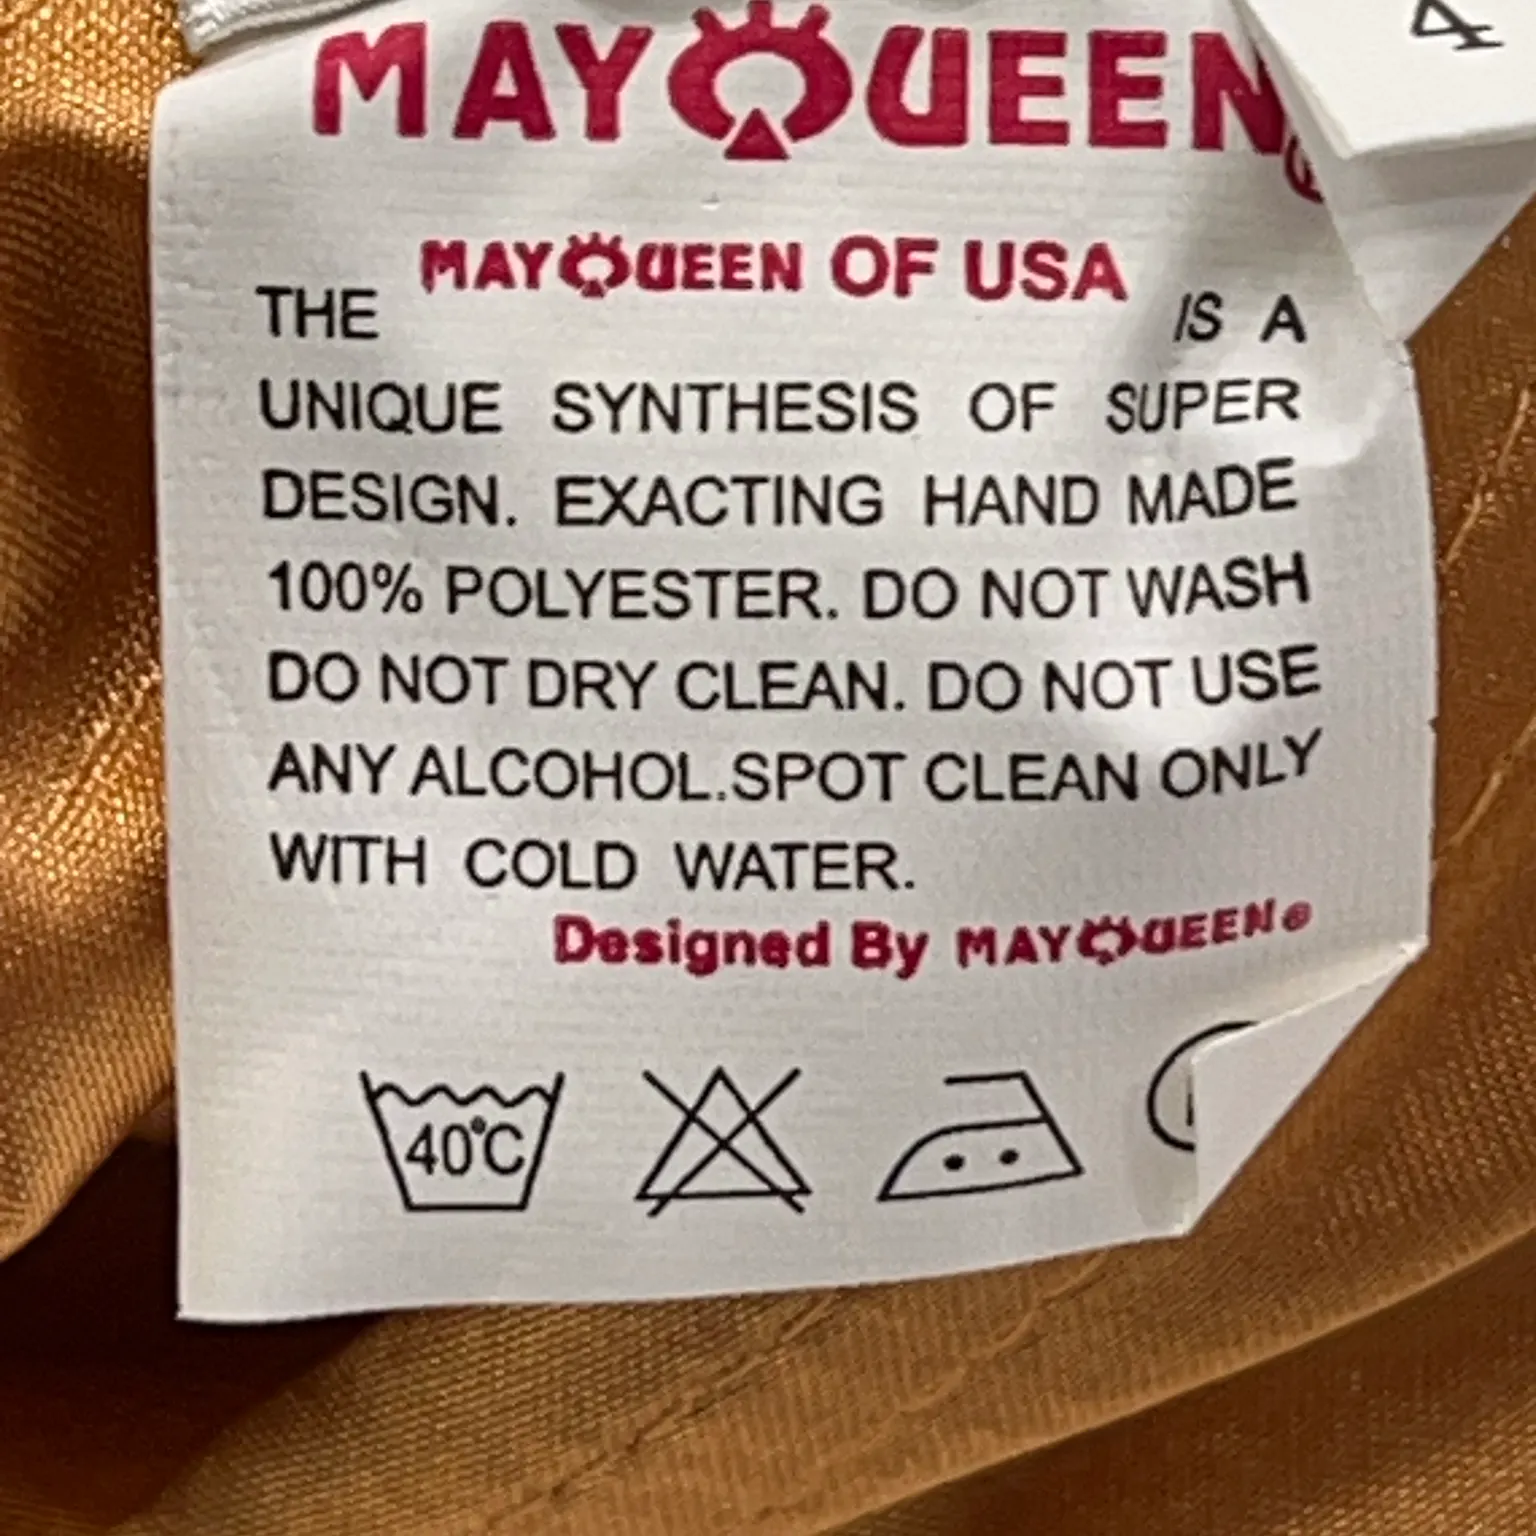 4
MAYQUEEN®
MAYQUEEN OF USA
THE IS A
UNIQUE SYNTHESIS OF SUPER
DESIGN. EXACTING HAND MADE
100% POLYESTER. DO NOT WASH
DO NOT DRY CLEAN. DO NOT USE
ANY ALCOHOL.SPOT CLEAN ONLY
WITH COLD WATER.
Designed By MAYQUEEN®
40°C